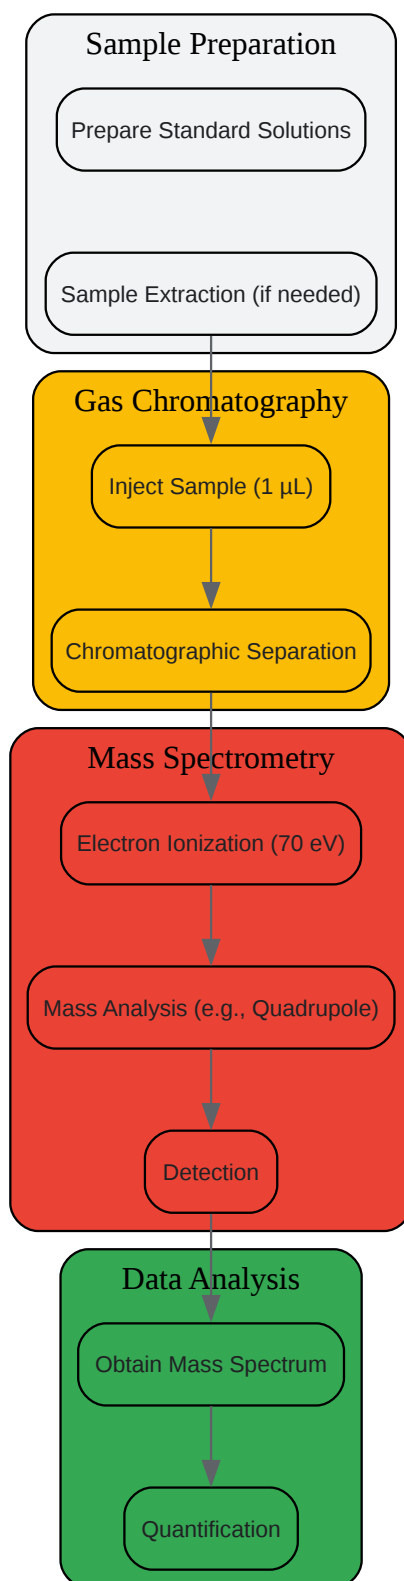 Sample Preparation
Prepare Standard Solutions
Sample Extraction (if needed)
Gas Chromatography
Inject Sample (1 µL)
Chromatographic Separation
Mass Spectrometry
Electron Ionization (70 eV)
Mass Analysis (e.g., Quadrupole)
Detection
Data Analysis
Obtain Mass Spectrum
Quantification